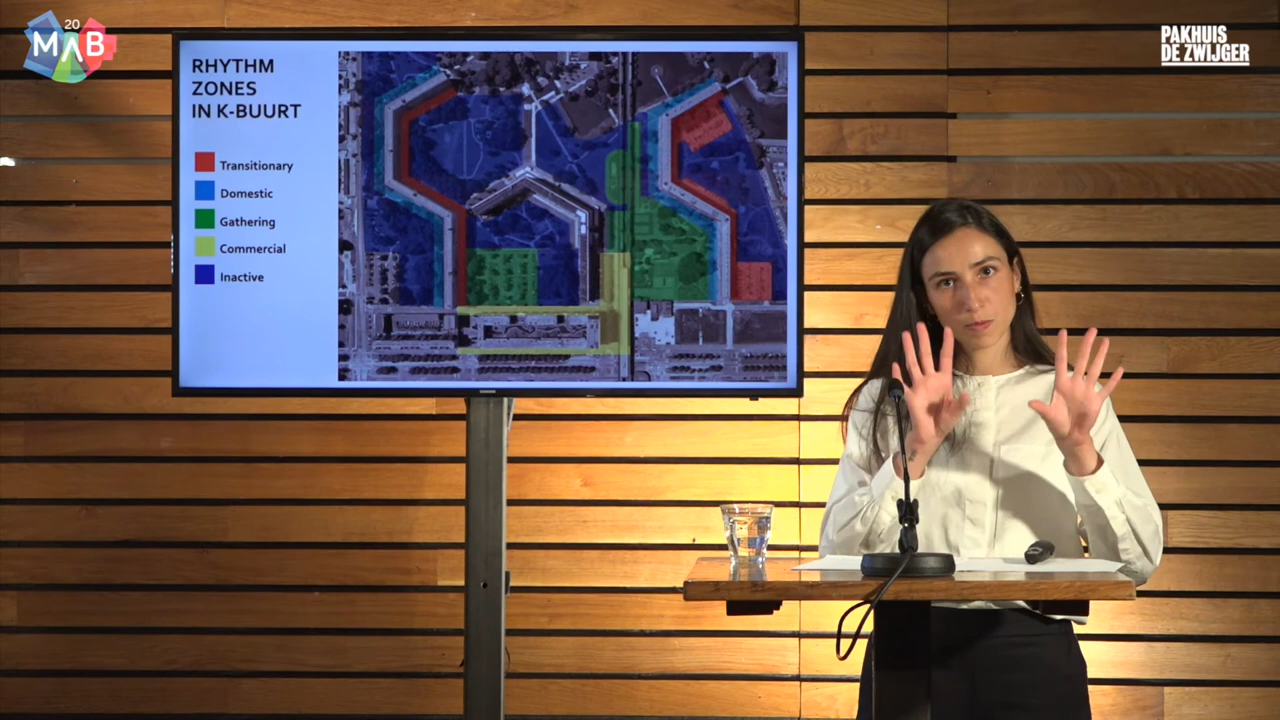 20
MAB
PAKHUIS
DE ZWIJGER
RHYTHM
ZONES
IN K-BUURT
Transitionary
Domestic
Gathering
Commercial
Inactive